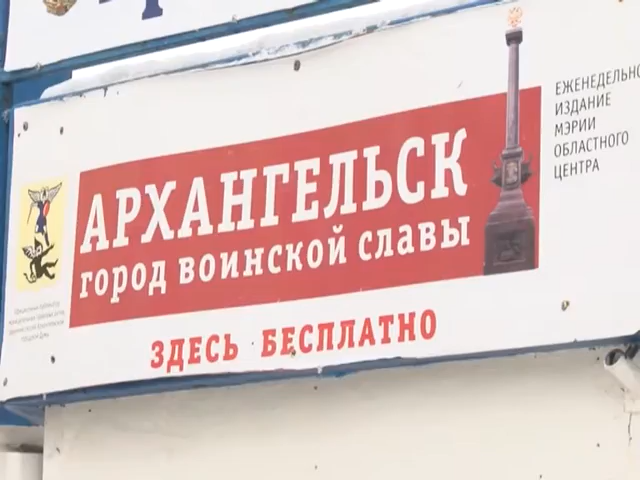 АРХАНГЕЛЬСК
ГОРОД ВОИНСКОЙ СЛАВЫ
ЕЖЕНЕДЕЛЬНО
ИЗДАНИЕ
МЭРИИ
ОБЛАСТНОГО
ЦЕНТРА
ЗДЕСЬ БЕСПЛАТНО